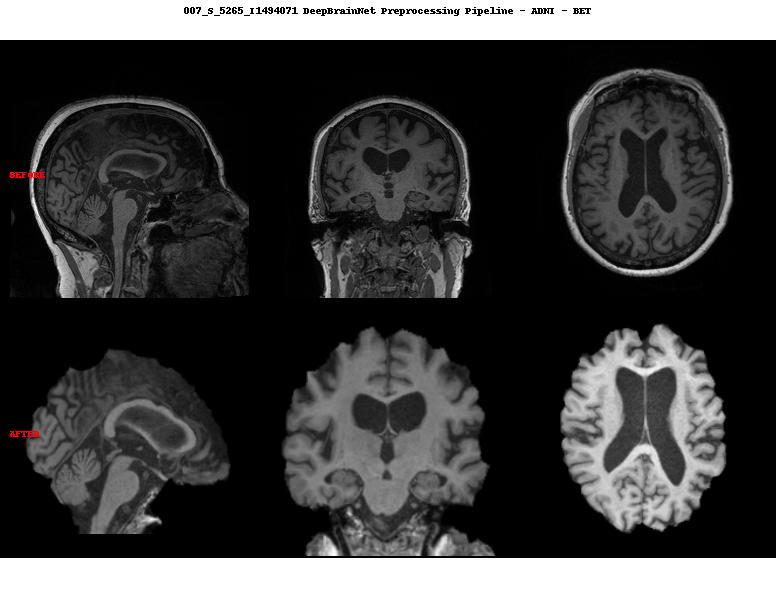 007_S_5265_I1494071 DeepBrainNet Preprocessing Pipeline - ADNI - BET
BEFORE
AFTER